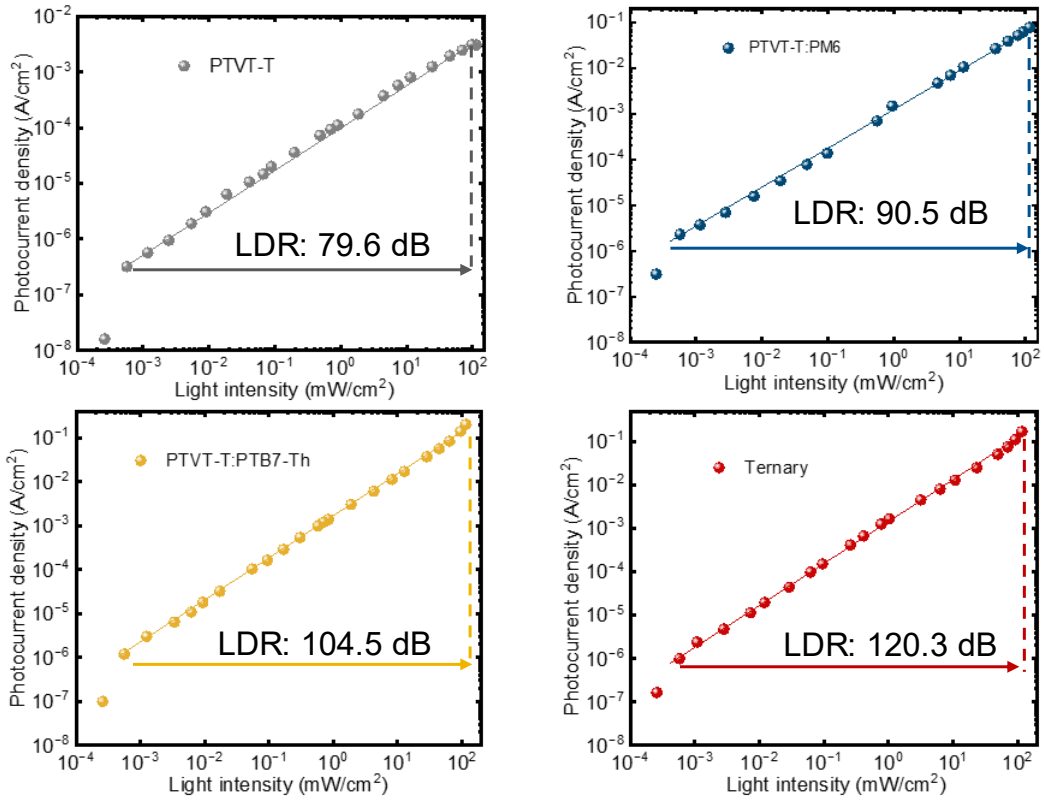 PTVT-T
LDR: 79.6 dB
Photocurrent density (A/cm²)
10⁻²
10⁻³
10⁻⁴
10⁻⁵
10⁻⁶
10⁻⁷
10⁻⁸
10⁻⁴ 10⁻³ 10⁻² 10⁻¹ 10⁰ 10¹ 10²
Light intensity (mW/cm²)
PTVT-T:PM6
LDR: 90.5 dB
Photocurrent density (A/cm²)
10⁻¹
10⁻²
10⁻³
10⁻⁴
10⁻⁵
10⁻⁶
10⁻⁷
10⁻⁸
10⁻⁴ 10⁻³ 10⁻² 10⁻¹ 10⁰ 10¹ 10²
Light intensity (mW/cm²)
PTVT-T:PTB7-Th
LDR: 104.5 dB
Photocurrent density (A/cm²)
10⁻¹
10⁻²
10⁻³
10⁻⁴
10⁻⁵
10⁻⁶
10⁻⁷
10⁻⁸
10⁻⁴ 10⁻³ 10⁻² 10⁻¹ 10⁰ 10¹ 10²
Light intensity (mW/cm²)
Ternary
LDR: 120.3 dB
Photocurrent density (A/cm²)
10⁻¹
10⁻²
10⁻³
10⁻⁴
10⁻⁵
10⁻⁶
10⁻⁷
10⁻⁸
10⁻⁴ 10⁻³ 10⁻² 10⁻¹ 10⁰ 10¹ 10²
Light intensity (mW/cm²)